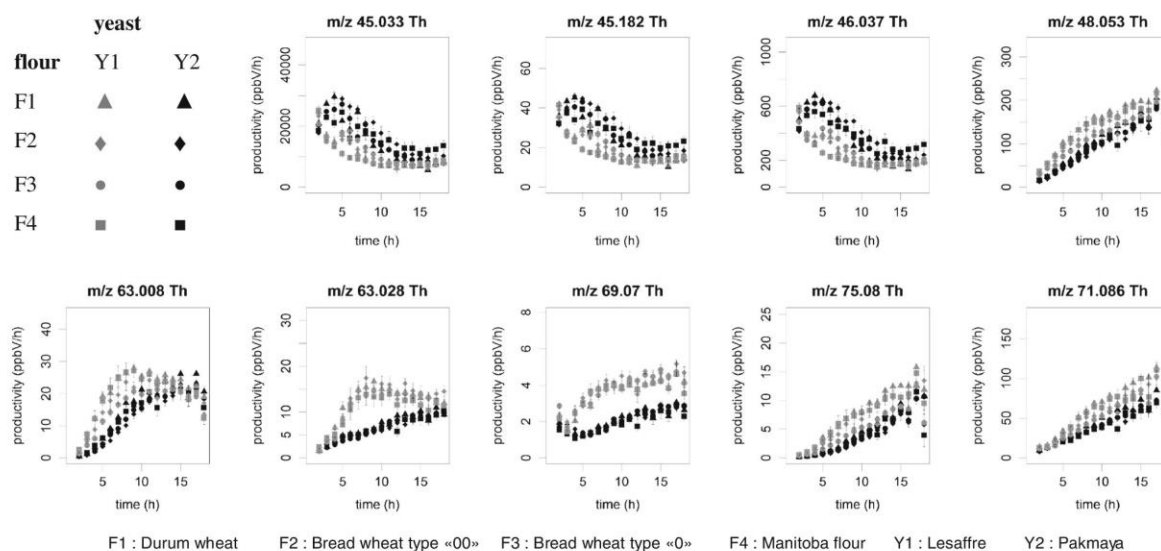 yeast
flour Y1 Y2
F1
F2
F3
F4
m/z 45.033 Th
productivity (ppbV/h)
0 20000 40000
5 10 15
time (h)
m/z 45.182 Th
productivity (ppbV/h)
0 20 40 60
5 10 15
time (h)
m/z 46.037 Th
productivity (ppbV/h)
0 200 600 1000
5 10 15
time (h)
m/z 48.053 Th
productivity (ppbV/h)
0 50 100 200 300
5 10 15
time (h)
m/z 63.008 Th
productivity (ppbV/h)
0 10 20 30 40
5 10 15
time (h)
m/z 63.028 Th
productivity (ppbV/h)
0 5 10 20 30
5 10 15
time (h)
m/z 69.07 Th
productivity (ppbV/h)
0 2 4 6 8
5 10 15
time (h)
m/z 75.08 Th
productivity (ppbV/h)
0 5 10 15 20 25
5 10 15
time (h)
m/z 71.086 Th
productivity (ppbV/h)
0 50 100 150
5 10 15
time (h)
F1 : Durum wheat F2 : Bread wheat type «00» F3 : Bread wheat type «0» F4 : Manitoba flour Y1 : Lesaffre Y2 : Pakmaya